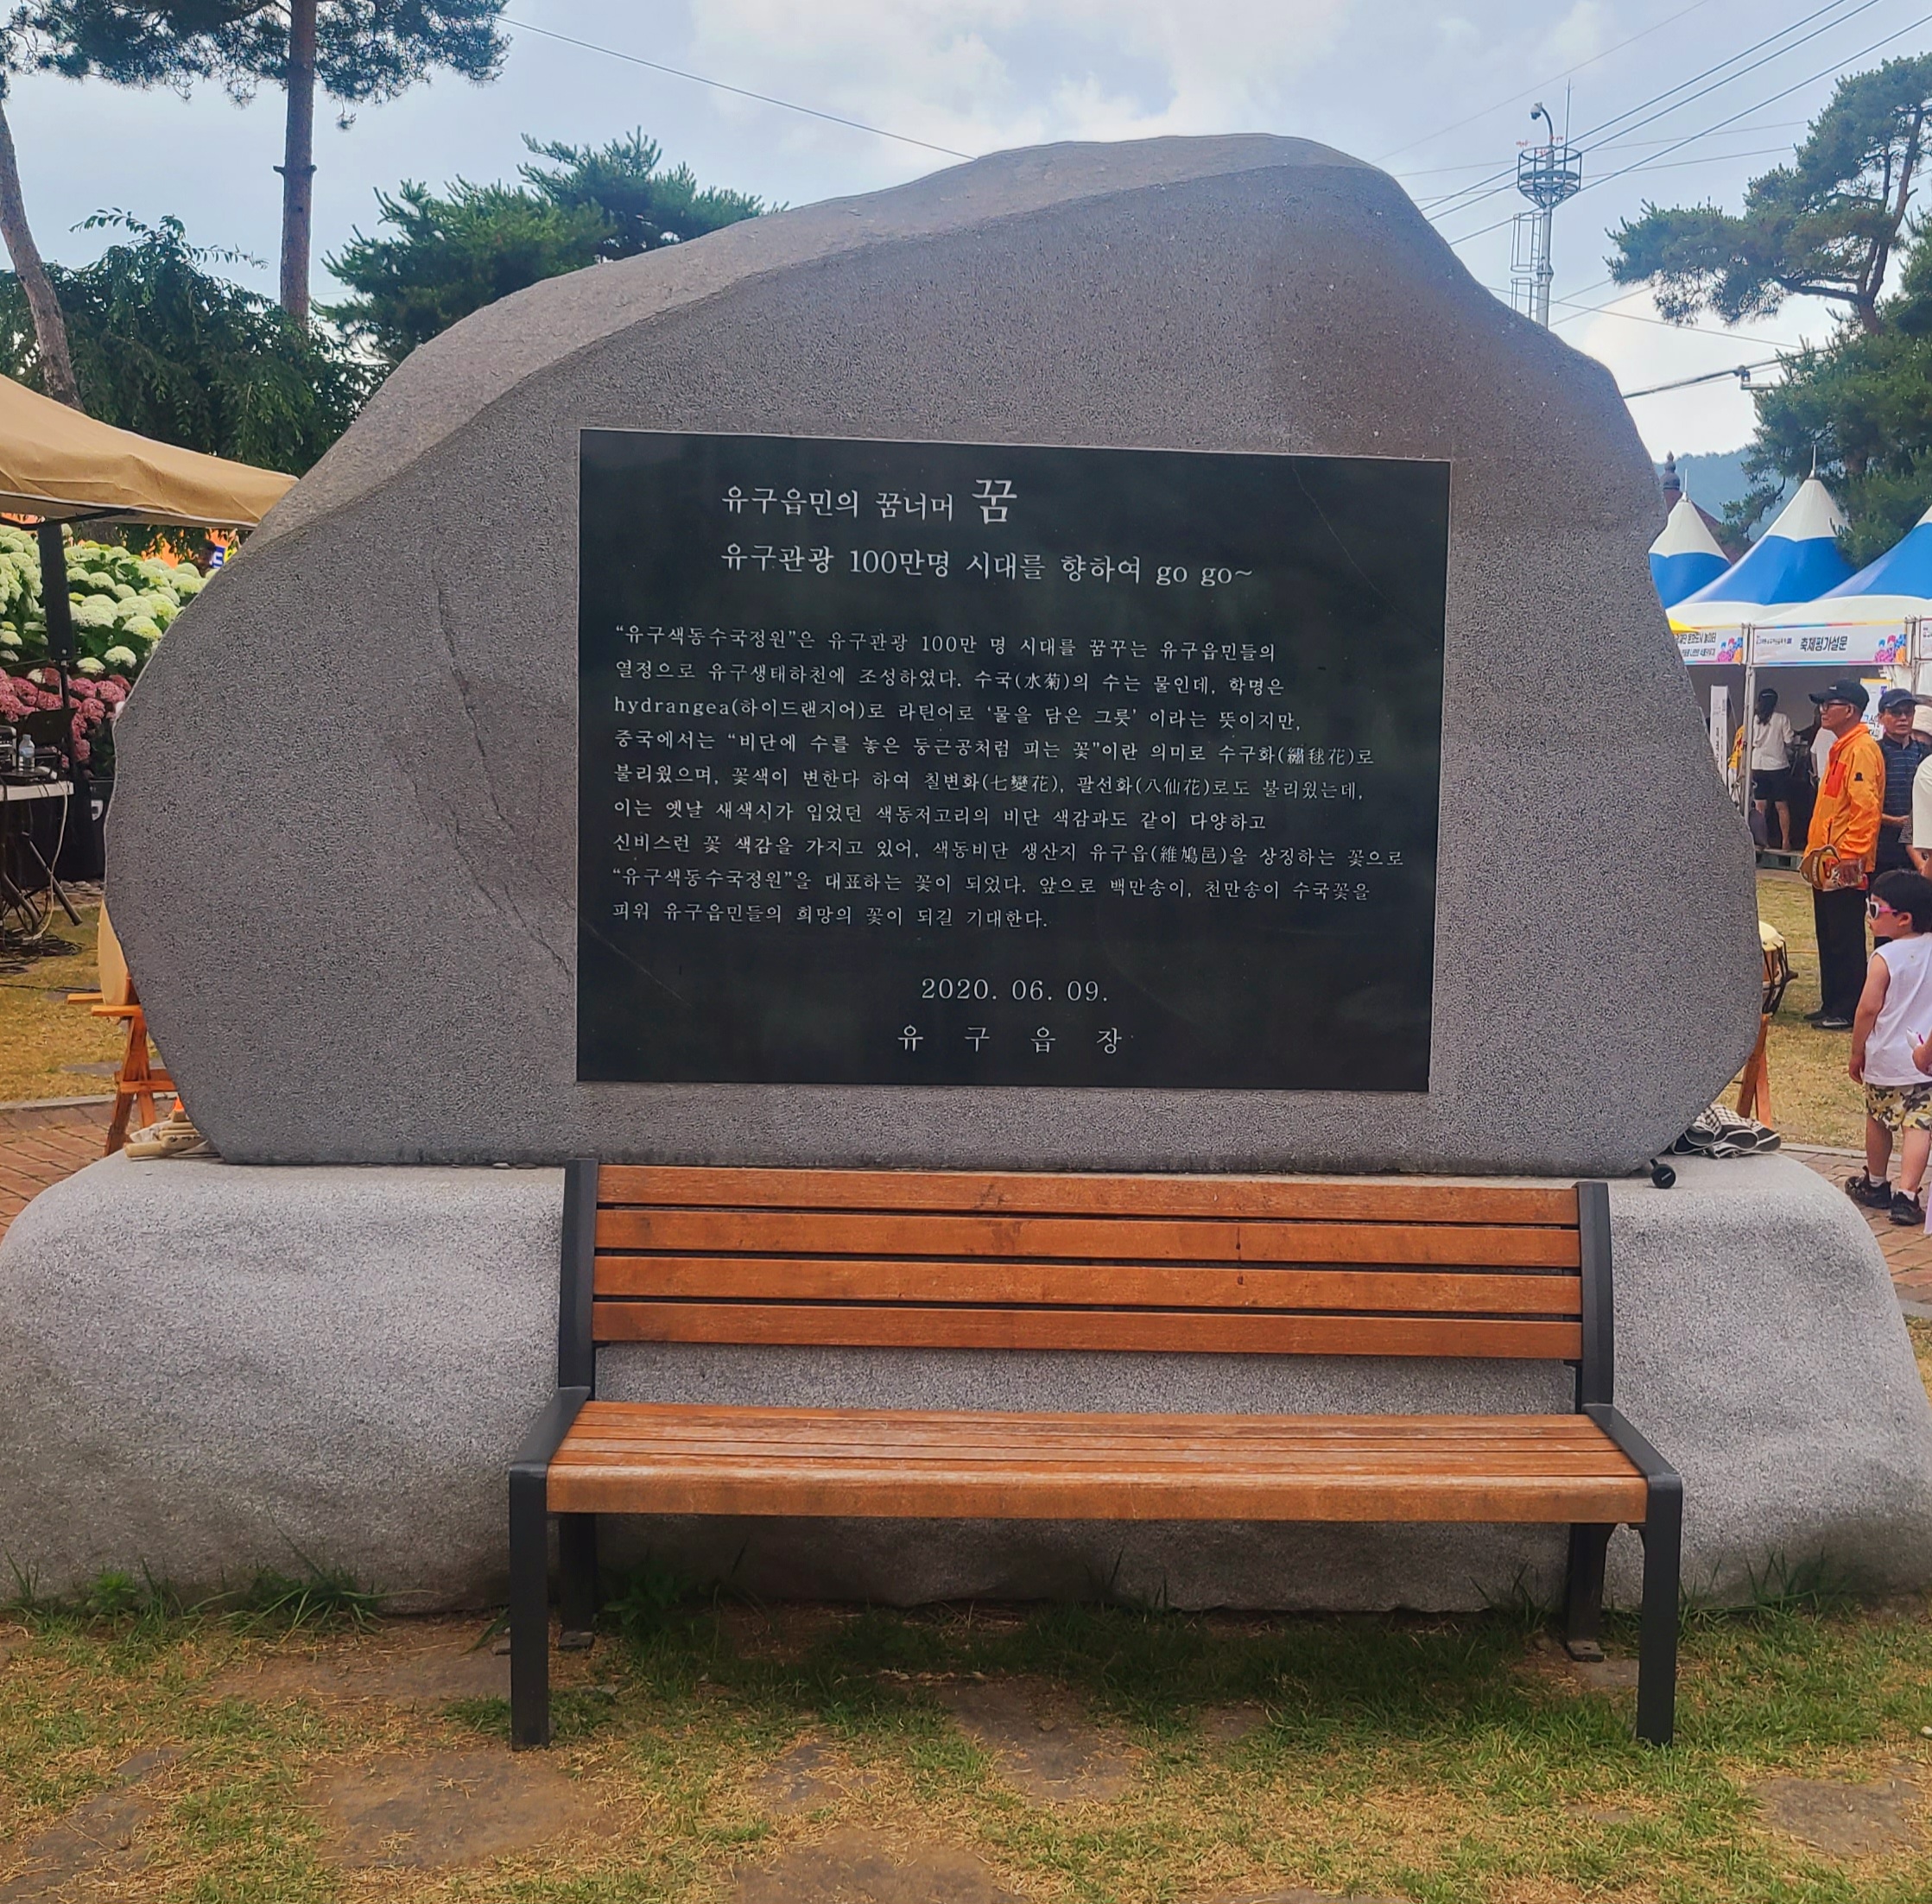 유구읍민의 꿈너머 꿈
유구관광 100만명 시대를 향하여 go go~
“유구색동수국정원”은 유구관광 100만 명 시대를 꿈꾸는 유구읍민들의
열정으로 유구생태하천에 조성하였다. 수국(水菊)의 수는 물인데, 학명은
hydrangea(하이드랜지어)로 라틴어로 ‘물을 담은 그릇’ 이라는 뜻이지만,
중국에서는 “비단에 수를 놓은 둥근공처럼 피는 꽃”이란 의미로 수구화(繡毬花)로
불리웠으며, 꽃색이 변한다 하여 칠변화(七變花), 팔선화(八仙花)로도 불리웠는데,
이는 옛날 새색시가 입었던 색동저고리의 비단 색감과도 같이 다양하고
신비스런 꽃 색감을 가지고 있어, 색동비단 생산지 유구읍(維鳩邑)을 상징하는 꽃으로
“유구색동수국정원”을 대표하는 꽃이 되었다. 앞으로 백만송이, 천만송이 수국꽃을
피워 유구읍민들의 희망의 꽃이 되길 기대한다.
2020. 06. 09.
유 구 읍 장
축제평가설문